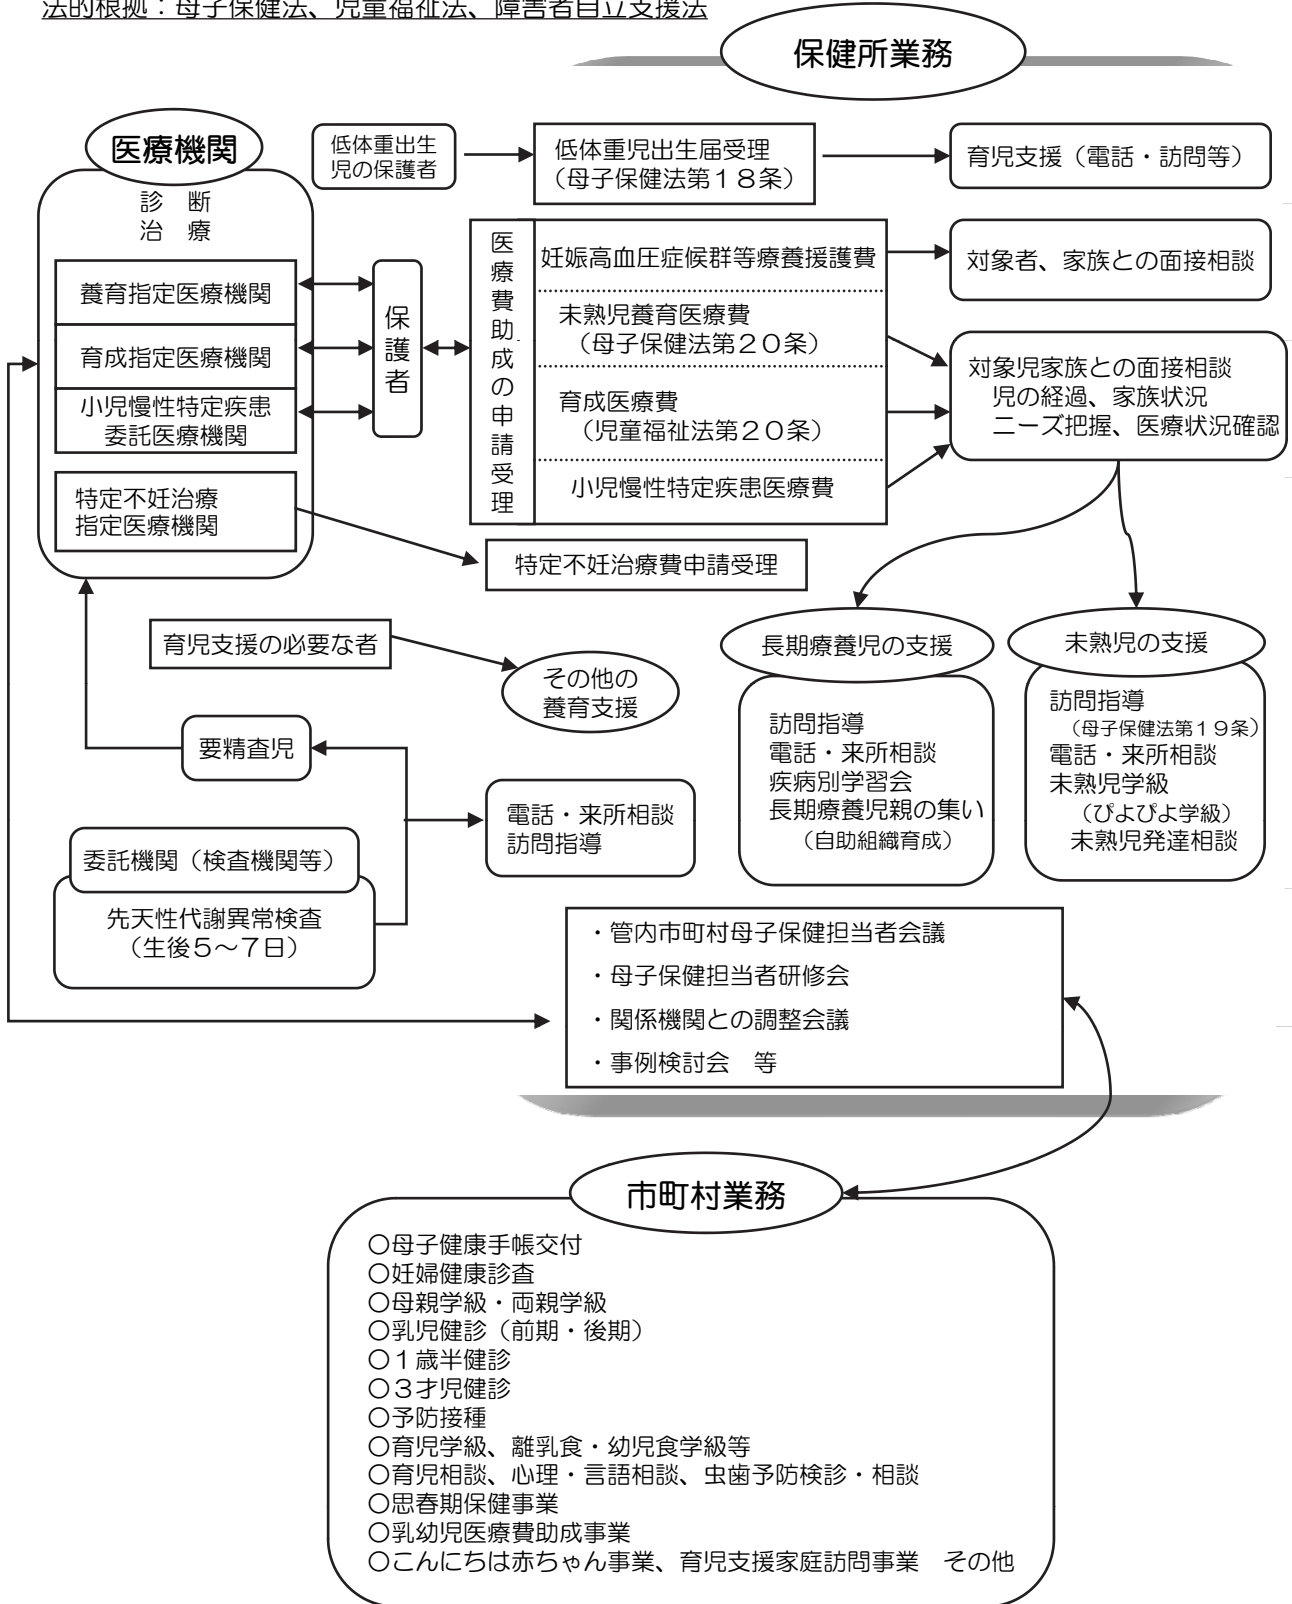 法的根拠：母子保健法、児童福祉法、障害者自立支援法
保健所業務
医療機関
診　断
治　療
養育指定医療機関
育成指定医療機関
小児慢性特定疾患
委託医療機関
特定不妊治療
指定医療機関
保護者
低体重出生
児の保護者
低体重児出生届受理
（母子保健法第１８条）
育児支援（電話・訪問等）
医療費助成の申請受理
妊娠高血圧症候群等療養援護費
未熟児養育医療費
（母子保健法第２０条）
育成医療費
（児童福祉法第２０条）
小児慢性特定疾患医療費
対象者、家族との面接相談
対象児家族との面接相談
児の経過、家族状況
ニーズ把握、医療状況確認
特定不妊治療費申請受理
育児支援の必要な者
その他の
養育支援
長期療養児の支援
訪問指導
電話・来所相談
疾病別学習会
長期療養児親の集い
（自助組織育成）
未熟児の支援
訪問指導
（母子保健法第１９条）
電話・来所相談
未熟児学級
（ぴよぴよ学級）
未熟児発達相談
要精査児
電話・来所相談
訪問指導
委託機関（検査機関等）
先天性代謝異常検査
（生後５～７日）
・管内市町村母子保健担当者会議
・母子保健担当者研修会
・関係機関との調整会議
・事例検討会　等
市町村業務
〇母子健康手帳交付
〇妊婦健康診査
〇母親学級・両親学級
〇乳児健診（前期・後期）
〇１歳半健診
〇３才児健診
〇予防接種
〇育児学級、離乳食・幼児食学級等
〇育児相談、心理・言語相談、虫歯予防検診・相談
〇思春期保健事業
〇乳幼児医療費助成事業
〇こんにちは赤ちゃん事業、育児支援家庭訪問事業　その他